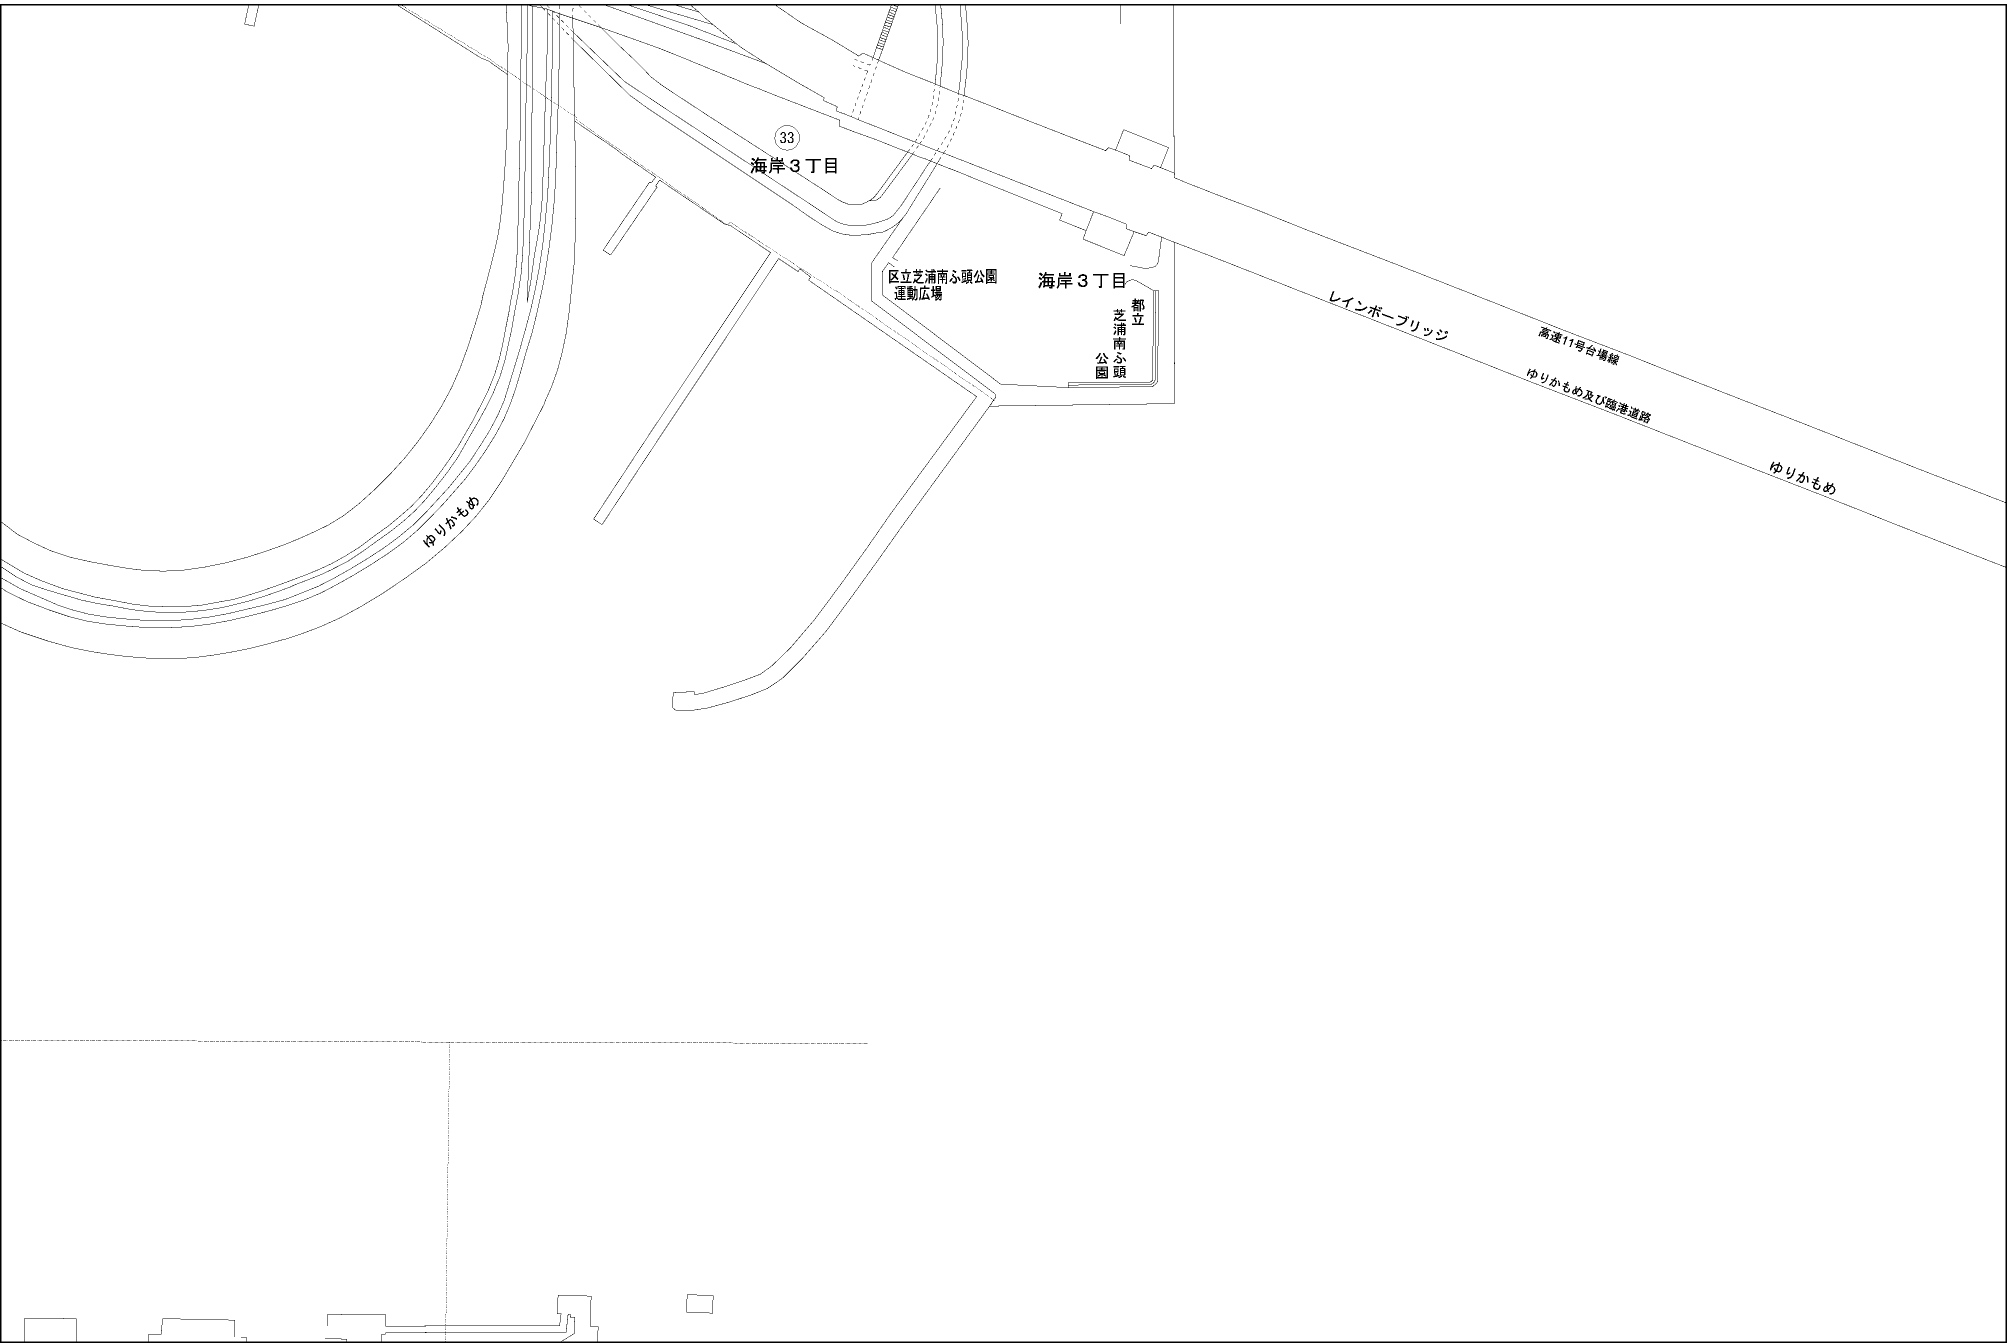 33
海岸３丁目
区立芝浦南ふ頭公園
運動広場
海岸３丁目
都立
芝浦南ふ頭
公園
レインボーブリッジ
高速11号台場線
ゆりかもめ及び臨港道路
ゆりかもめ
ゆりかもめ